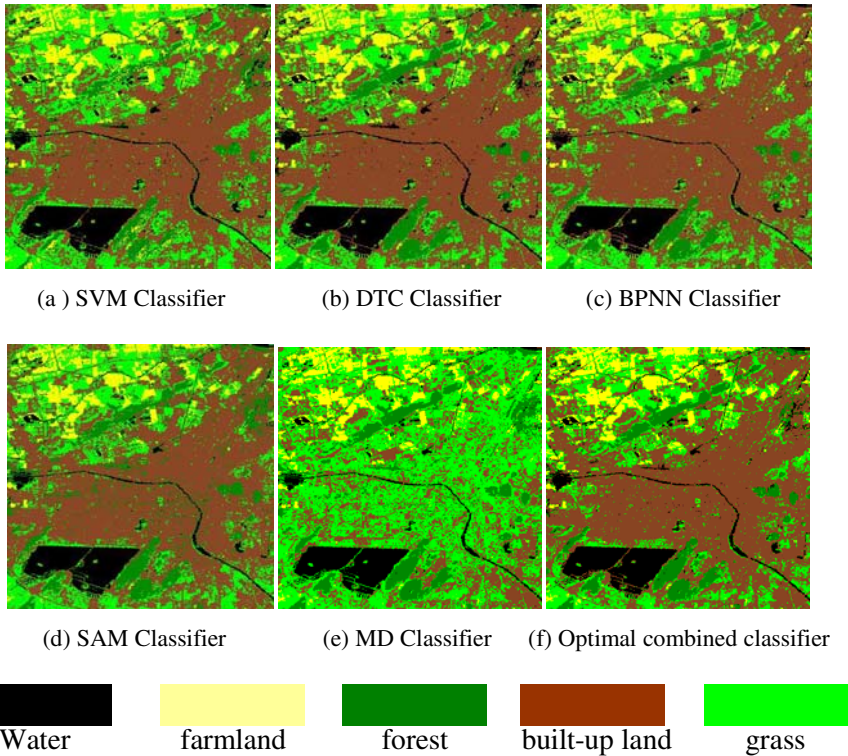 (a ) SVM Classifier
(b) DTC Classifier
(c) BPNN Classifier
(d) SAM Classifier
(e) MD Classifier
(f) Optimal combined classifier
Water
farmland
forest
built-up land
grass